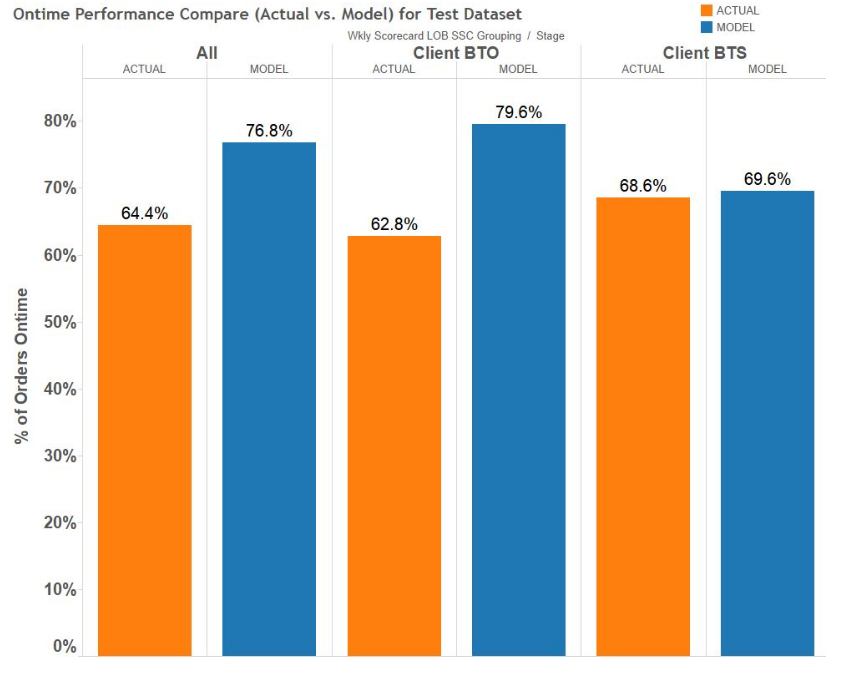 Ontime Performance Compare (Actual vs. Model) for Test Dataset
ACTUAL
MODEL
Wkly Scorecard LOB SSC Grouping / Stage
All Client BTO Client BTS
ACTUAL MODEL ACTUAL MODEL ACTUAL MODEL
80%
70%
60%
50%
40%
30%
20%
10%
0%
% of Orders Ontime
64.4%
76.8%
62.8%
79.6%
68.6%
69.6%